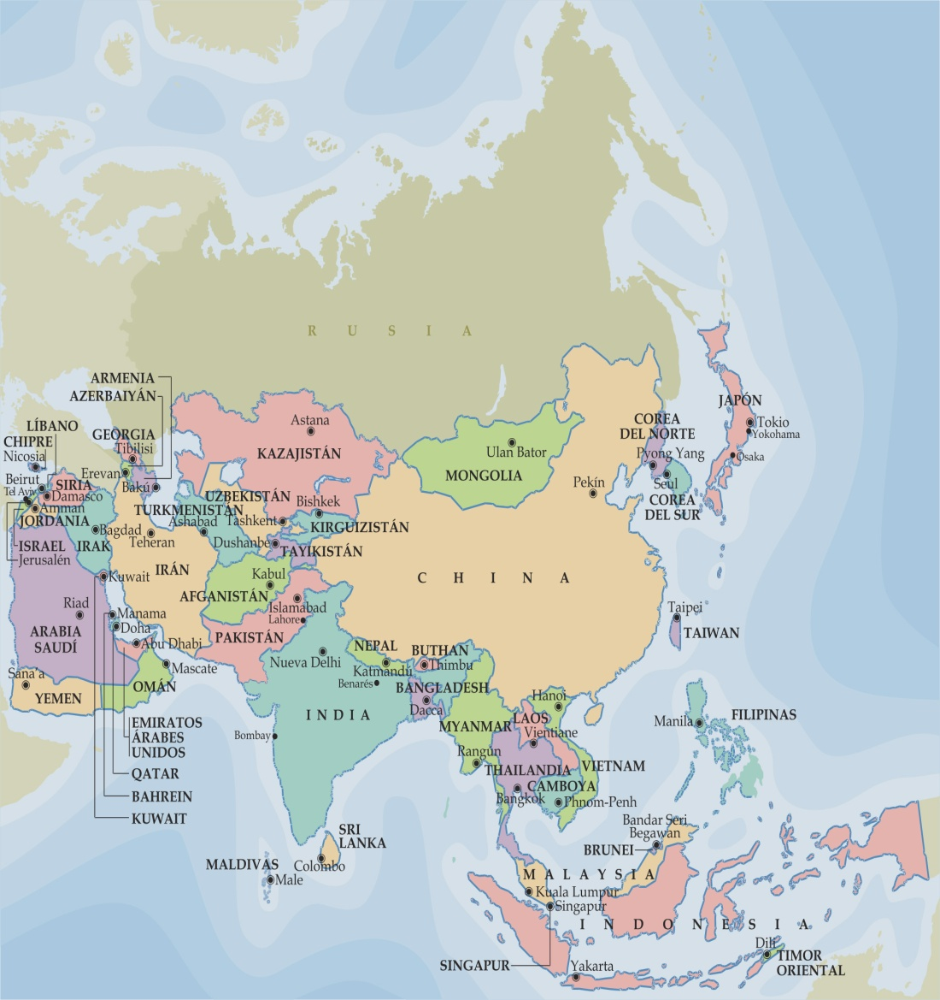 R U S I A
ARMENIA
AZERBAIYÁN
LÍBANO
CHIPRE
Nicosia
GEORGIA
Tibilisi
Erevan
Bakú
Beirut
Tel Aviv
SIRIA
Damasco
Amman
JORDANIA
ISRAEL
Jerusalén
Bagdad
IRAK
Teheran
IRÁN
Kuwait
Astana
KAZAJISTÁN
UZBEKISTÁN
TURKMENISTÁN
Ashabad
Tashkent
Bishkek
KIRGUIZISTÁN
Dushanbe
TAYIKISTÁN
Kabul
AFGANISTÁN
Islamabad
Lahore
PAKISTÁN
Riad
ARABIA
SAUDÍ
Manama
Doha
Abu Dhabi
Mascate
OMÁN
Sana'a
YEMEN
EMIRATOS
ÁRABES
UNIDOS
QATAR
BAHREIN
KUWAIT
Ulan Bator
MONGOLIA
Pekín
C H I N A
COREA
DEL NORTE
Pyong Yang
Seul
COREA
DEL SUR
JAPÓN
Tokio
Yokohama
Osaka
Taipei
TAIWAN
NEPAL
Katmandú
Benarés
BUTHAN
Thimbu
BANGLADESH
Dacca
Nueva Delhi
INDIA
Bombay
SRI
LANKA
Colombo
MALDIVAS
Male
Hanoi
LAOS
Vientiane
MYANMAR
Rangún
THAILANDIA
Bangkok
CAMBOYA
Phnom-Penh
VIETNAM
Manila
FILIPINAS
Bandar Seri
Begawan
BRUNEI
MALAYSIA
Kuala Lumpur
Singapur
I N D O N E S I A
SINGAPUR
Yakarta
Dili
TIMOR
ORIENTAL